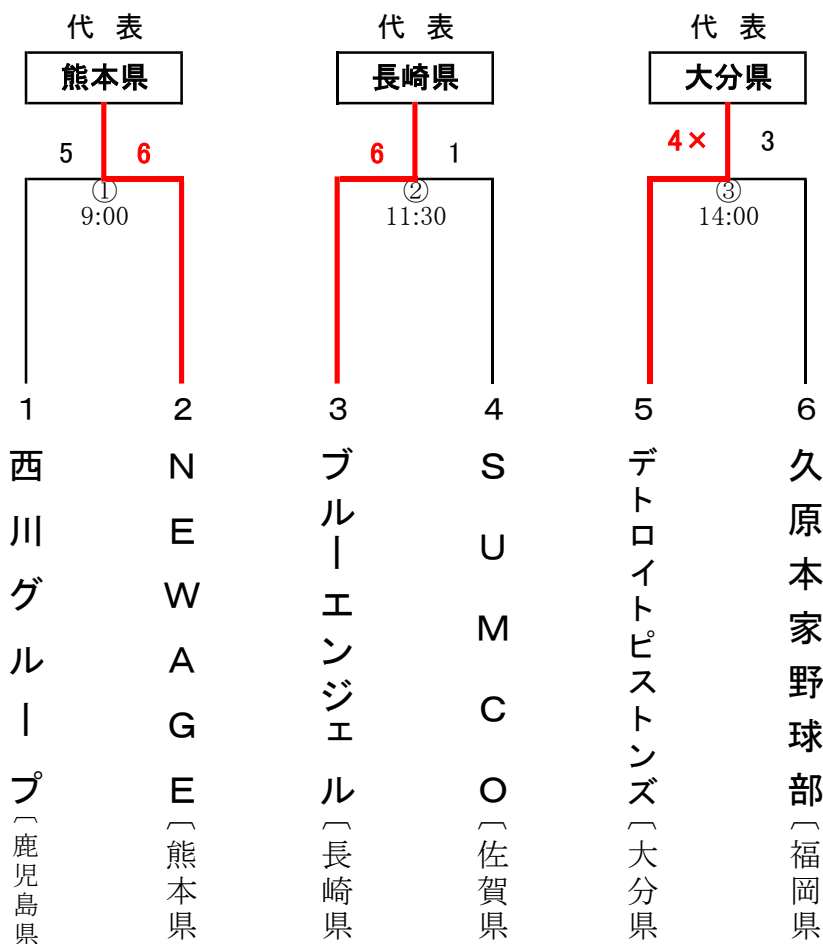 代 表
熊本県
5 6
①
9:00
代 表
長崎県
6 1
②
11:30
代 表
大分県
4× 3
③
14:00
1
西川グループ
〔鹿児島県
2
NEWAGE
〔熊本県
3
ブルーエンジェル
〔長崎県
4
SUMCO
〔佐賀県
5
デトロイトピストンズ
〔大分県
6
久原本家野球部
〔福岡県